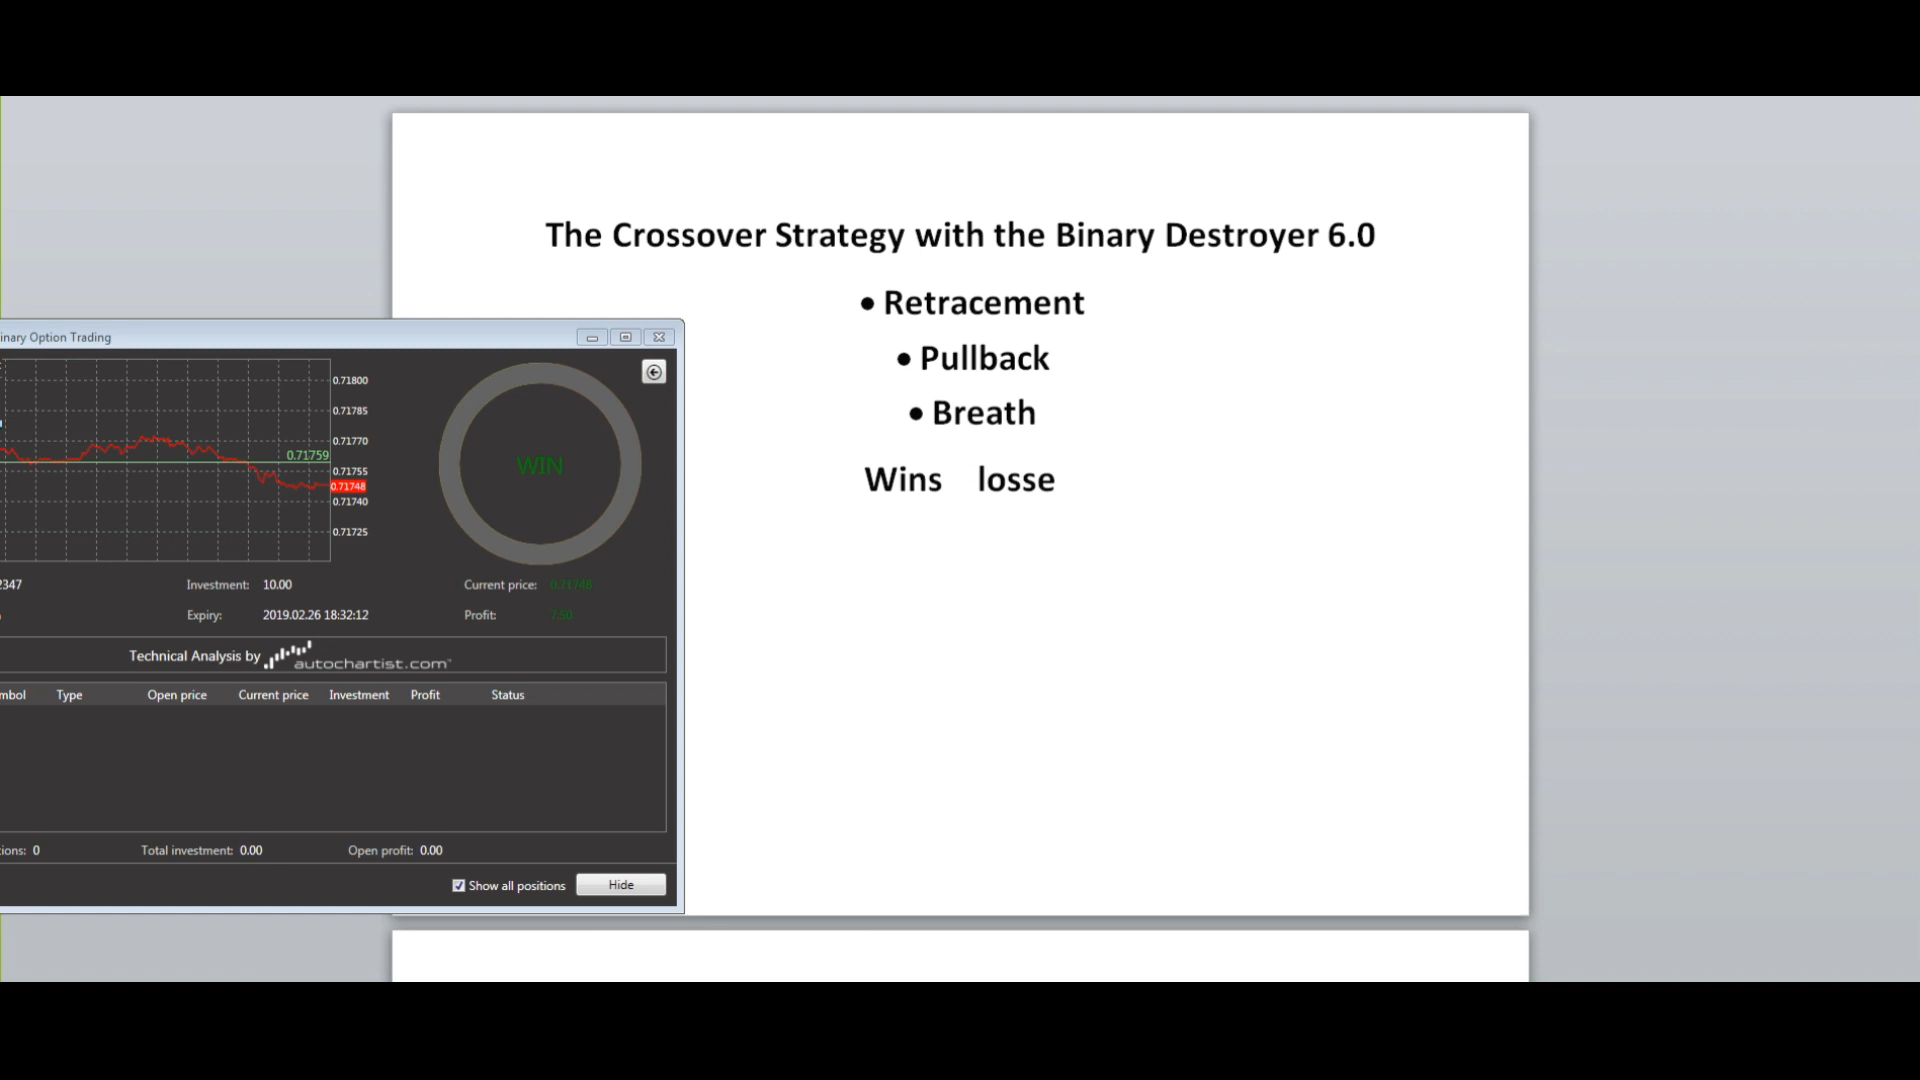 The Crossover Strategy with the Binary Destroyer 6.0
• Retracement
• Pullback
• Breath
Wins losse
inary Option Trading
0.71800
0.71785
0.71770
0.71759
0.71755
0.71748
0.71740
0.71725
WIN
2347 Investment: 10.00 Current price: 0.71748
Expiry: 2019.02.26 18:32:12 Profit: 7.50
Technical Analysis by autochartist.com
mbol Type Open price Current price Investment Profit Status
ions: 0 Total investment: 0.00 Open profit: 0.00
Show all positions Hide